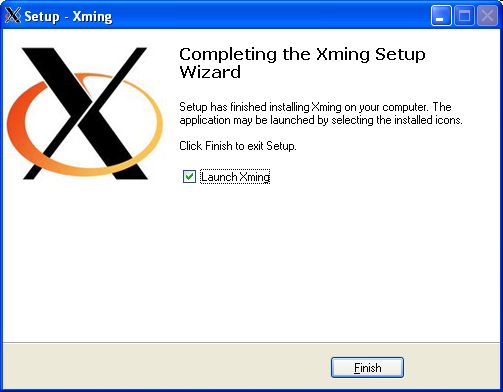 Setup - Xming
Completing the Xming Setup
Wizard
Setup has finished installing Xming on your computer. The
application may be launched by selecting the installed icons.
Click Finish to exit Setup.
Launch Xming
Finish